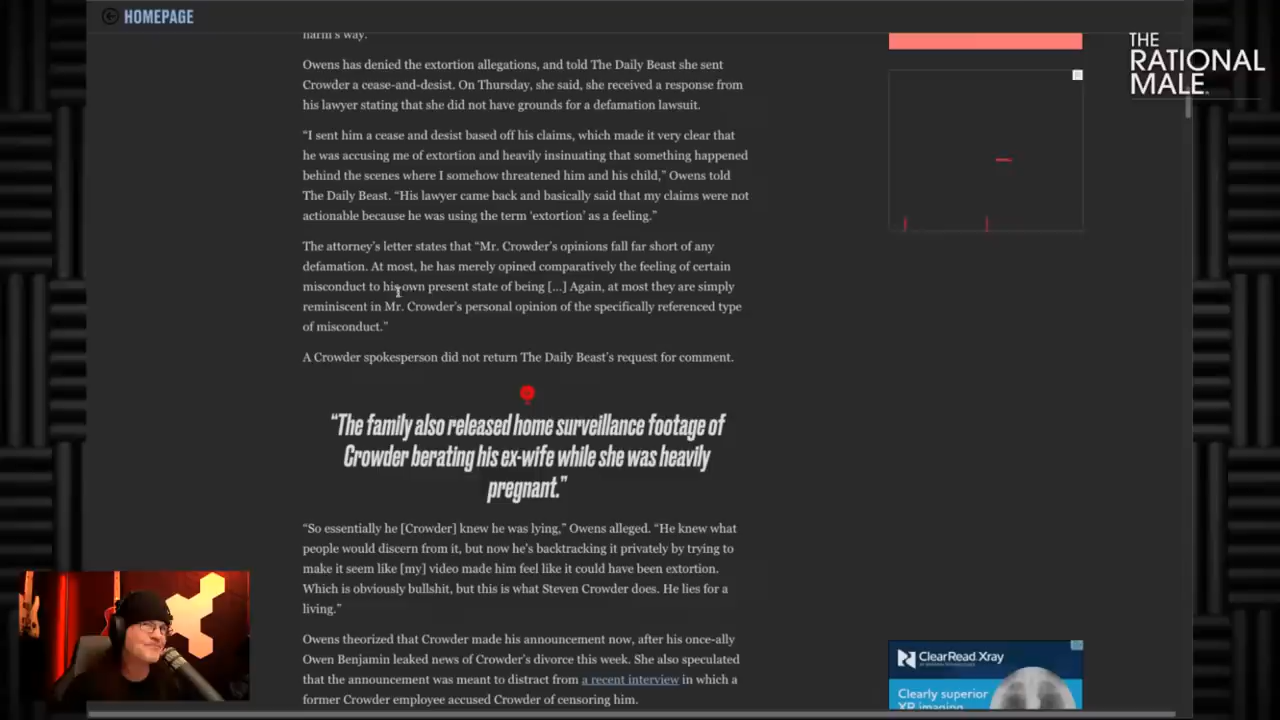 HOMEPAGE
THE
RATIONAL
MALE
harm's way.
Owens has denied the extortion allegations, and told The Daily Beast she sent
Crowder a cease-and-desist. On Thursday, she said, she received a response from
his lawyer stating that she did not have grounds for a defamation lawsuit.
“I sent him a cease and desist based off his claims, which made it very clear that
he was accusing me of extortion and heavily insinuating that something happened
behind the scenes where I somehow threatened him and his child,” Owens told
The Daily Beast. “His lawyer came back and basically said that my claims were not
actionable because he was using the term ‘extortion’ as a feeling.”
The attorney’s letter states that “Mr. Crowder’s opinions fall far short of any
defamation. At most, he has merely opined comparatively the feeling of certain
misconduct to his own present state of being [...] Again, at most they are simply
reminiscent in Mr. Crowder’s personal opinion of the specifically referenced type
of misconduct.”
A Crowder spokesperson did not return The Daily Beast’s request for comment.
“The family also released home surveillance footage of
Crowder berating his ex-wife while she was heavily
pregnant.”
“So essentially he [Crowder] knew he was lying,” Owens alleged. “He knew what
people would discern from it, but now he’s backtracking it privately by trying to
make it seem like [my] video made him feel like it could have been extortion.
Which is obviously bullshit, but this is what Steven Crowder does. He lies for a
living.”
Owens theorized that Crowder made his announcement now, after his once-ally
Owen Benjamin leaked news of Crowder’s divorce this week. She also speculated
that the announcement was meant to distract from a recent interview in which a
former Crowder employee accused Crowder of censoring him.
ClearRead Xray
Clearly superior
XR imaging